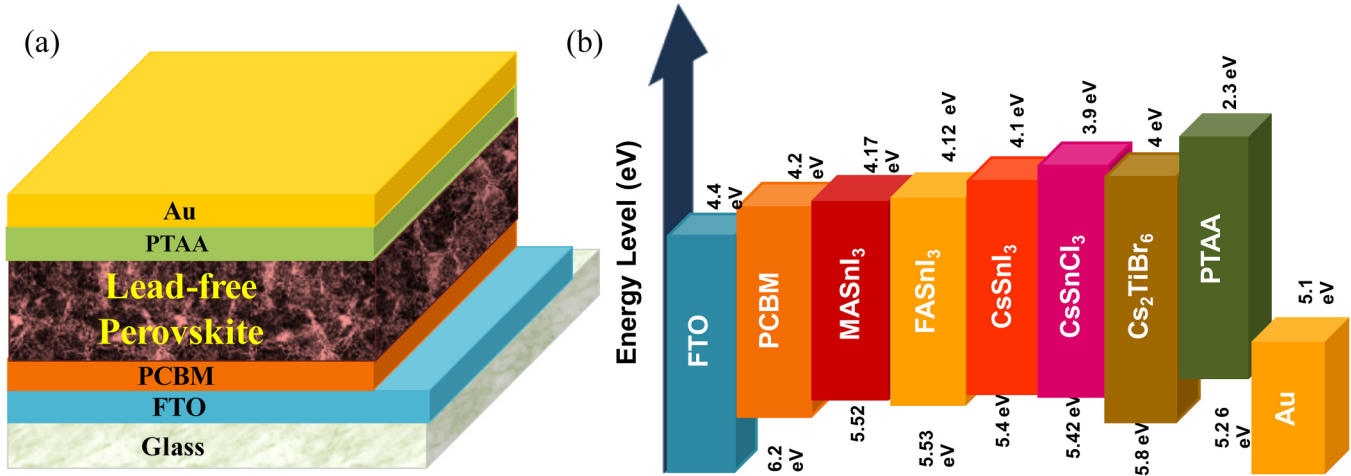 (a)
Au
PTAA
Lead-free
Perovskite
PCBM
FTO
Glass
(b)
Energy Level (eV)
4.4
eV
4.2
eV
4.17
eV
4.12 eV
4.1 eV
3.9 eV
4 eV
2.3 eV
5.1
eV
FTO
PCBM
MASnI₃
FASnI₃
CsSnI₃
CsSnCl₃
Cs₂TiBr₆
PTAA
Au
6.2
eV
5.52
5.53
eV
5.4 eV
5.42 eV
5.8 eV
5.26
eV